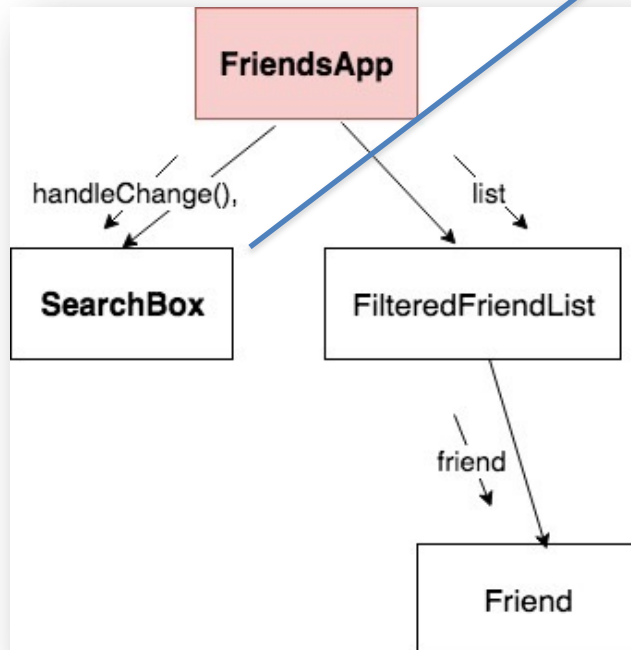 FriendsApp
handleChange(),
list
SearchBox
FilteredFriendList
friend
Friend